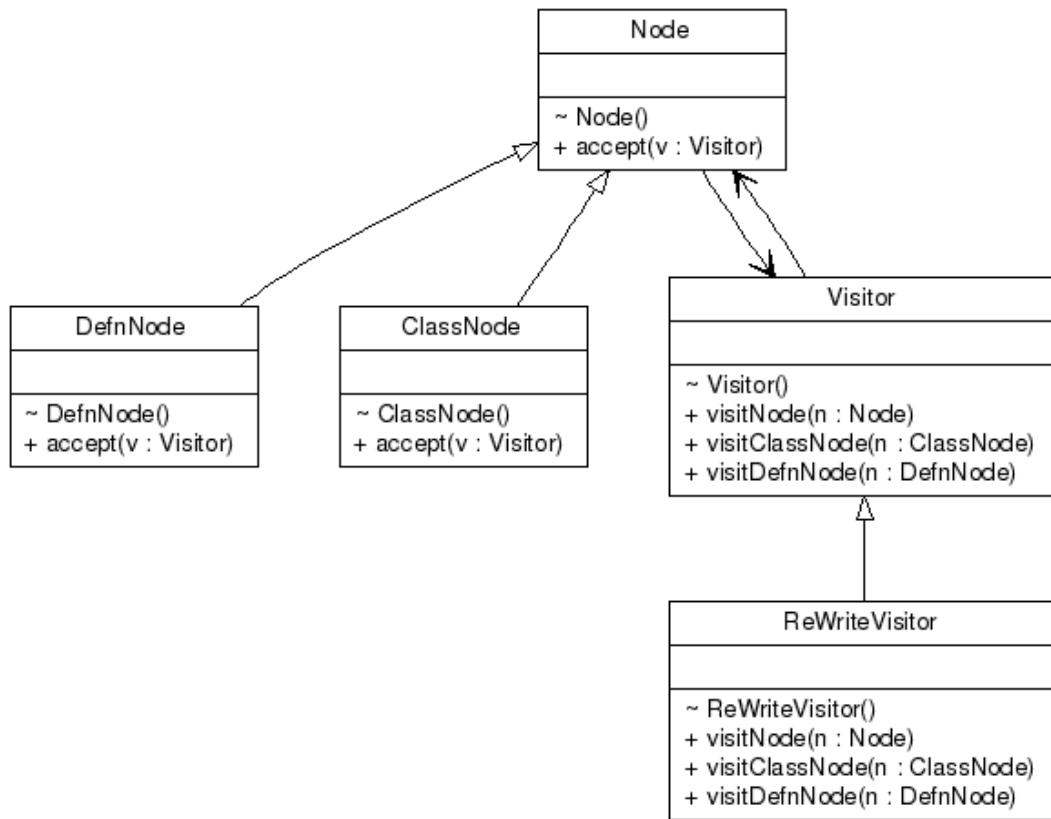 Node
~ Node()
+ accept(v : Visitor)
DefnNode
~ DefnNode()
+ accept(v : Visitor)
ClassNode
~ ClassNode()
+ accept(v : Visitor)
Visitor
~ Visitor()
+ visitNode(n : Node)
+ visitClassNode(n : ClassNode)
+ visitDefnNode(n : DefnNode)
ReWriteVisitor
~ ReWriteVisitor()
+ visitNode(n : Node)
+ visitClassNode(n : ClassNode)
+ visitDefnNode(n : DefnNode)